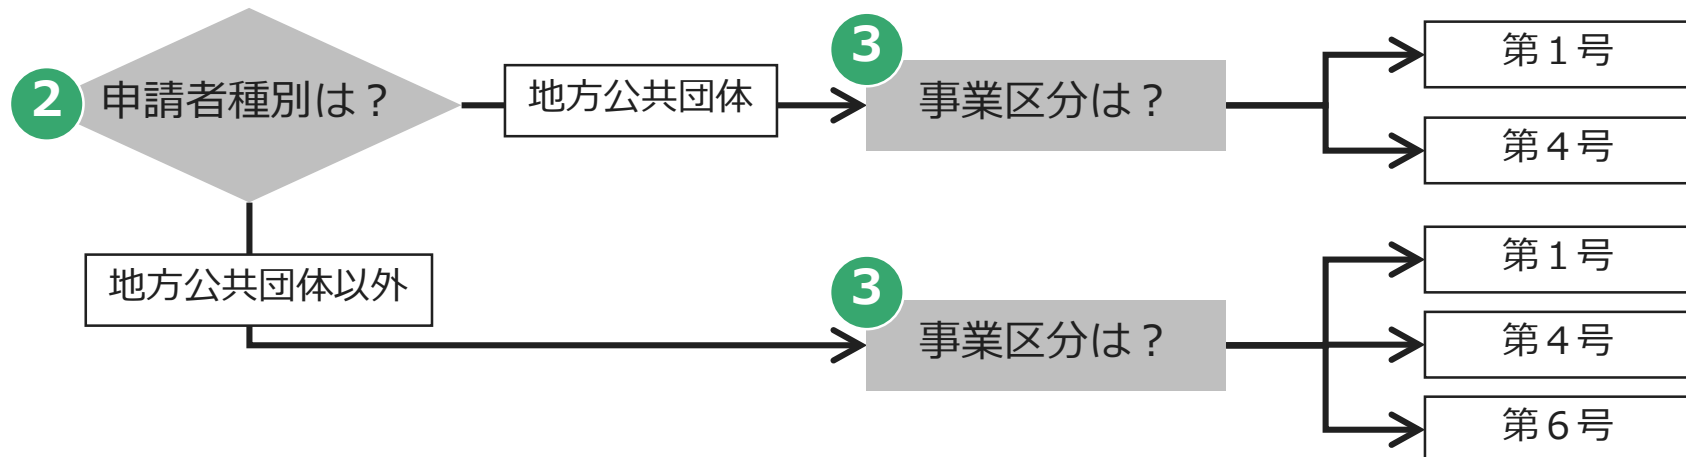 2
申請者種別は？
地方公共団体
3
事業区分は？
第１号
第４号
地方公共団体以外
3
事業区分は？
第１号
第４号
第６号